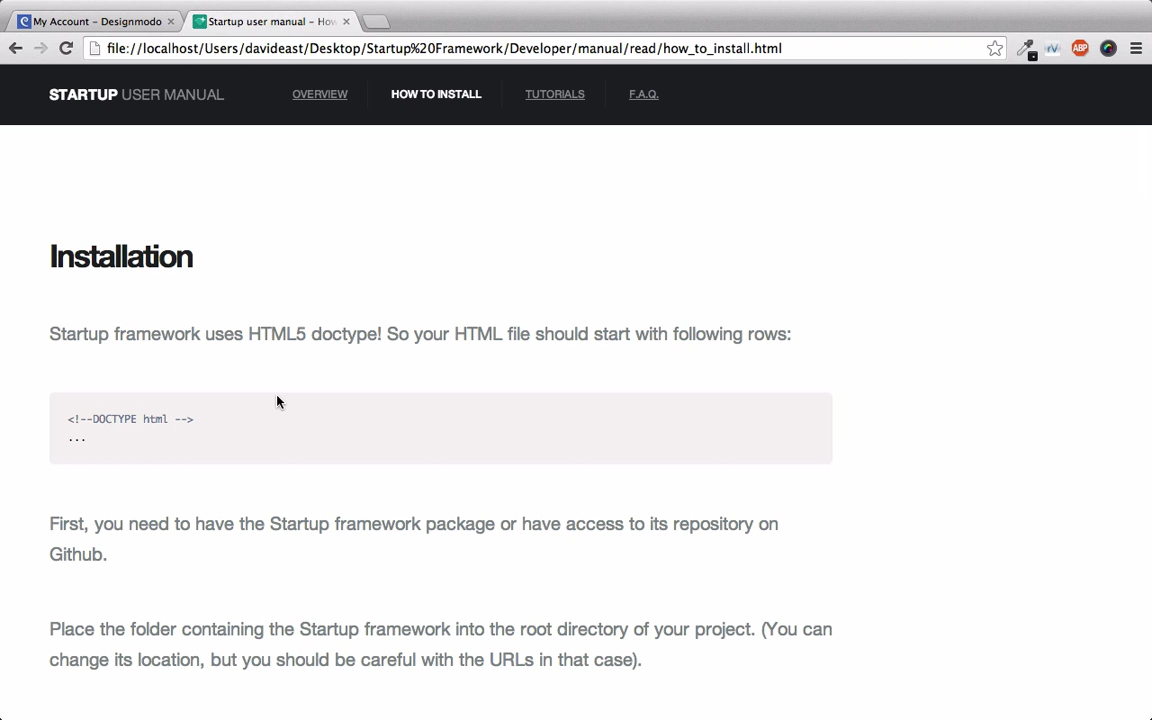 My Account – Designmodo
Startup user manual – How
file://localhost/Users/davideast/Desktop/Startup%20Framework/Developer/manual/read/how_to_install.html
rV
ABP
STARTUP USER MANUAL
OVERVIEW
HOW TO INSTALL
TUTORIALS
F.A.Q.
Installation
Startup framework uses HTML5 doctype! So your HTML file should start with following rows:
<!--DOCTYPE html -->
...
First, you need to have the Startup framework package or have access to its repository on
Github.
Place the folder containing the Startup framework into the root directory of your project. (You can
change its location, but you should be careful with the URLs in that case).